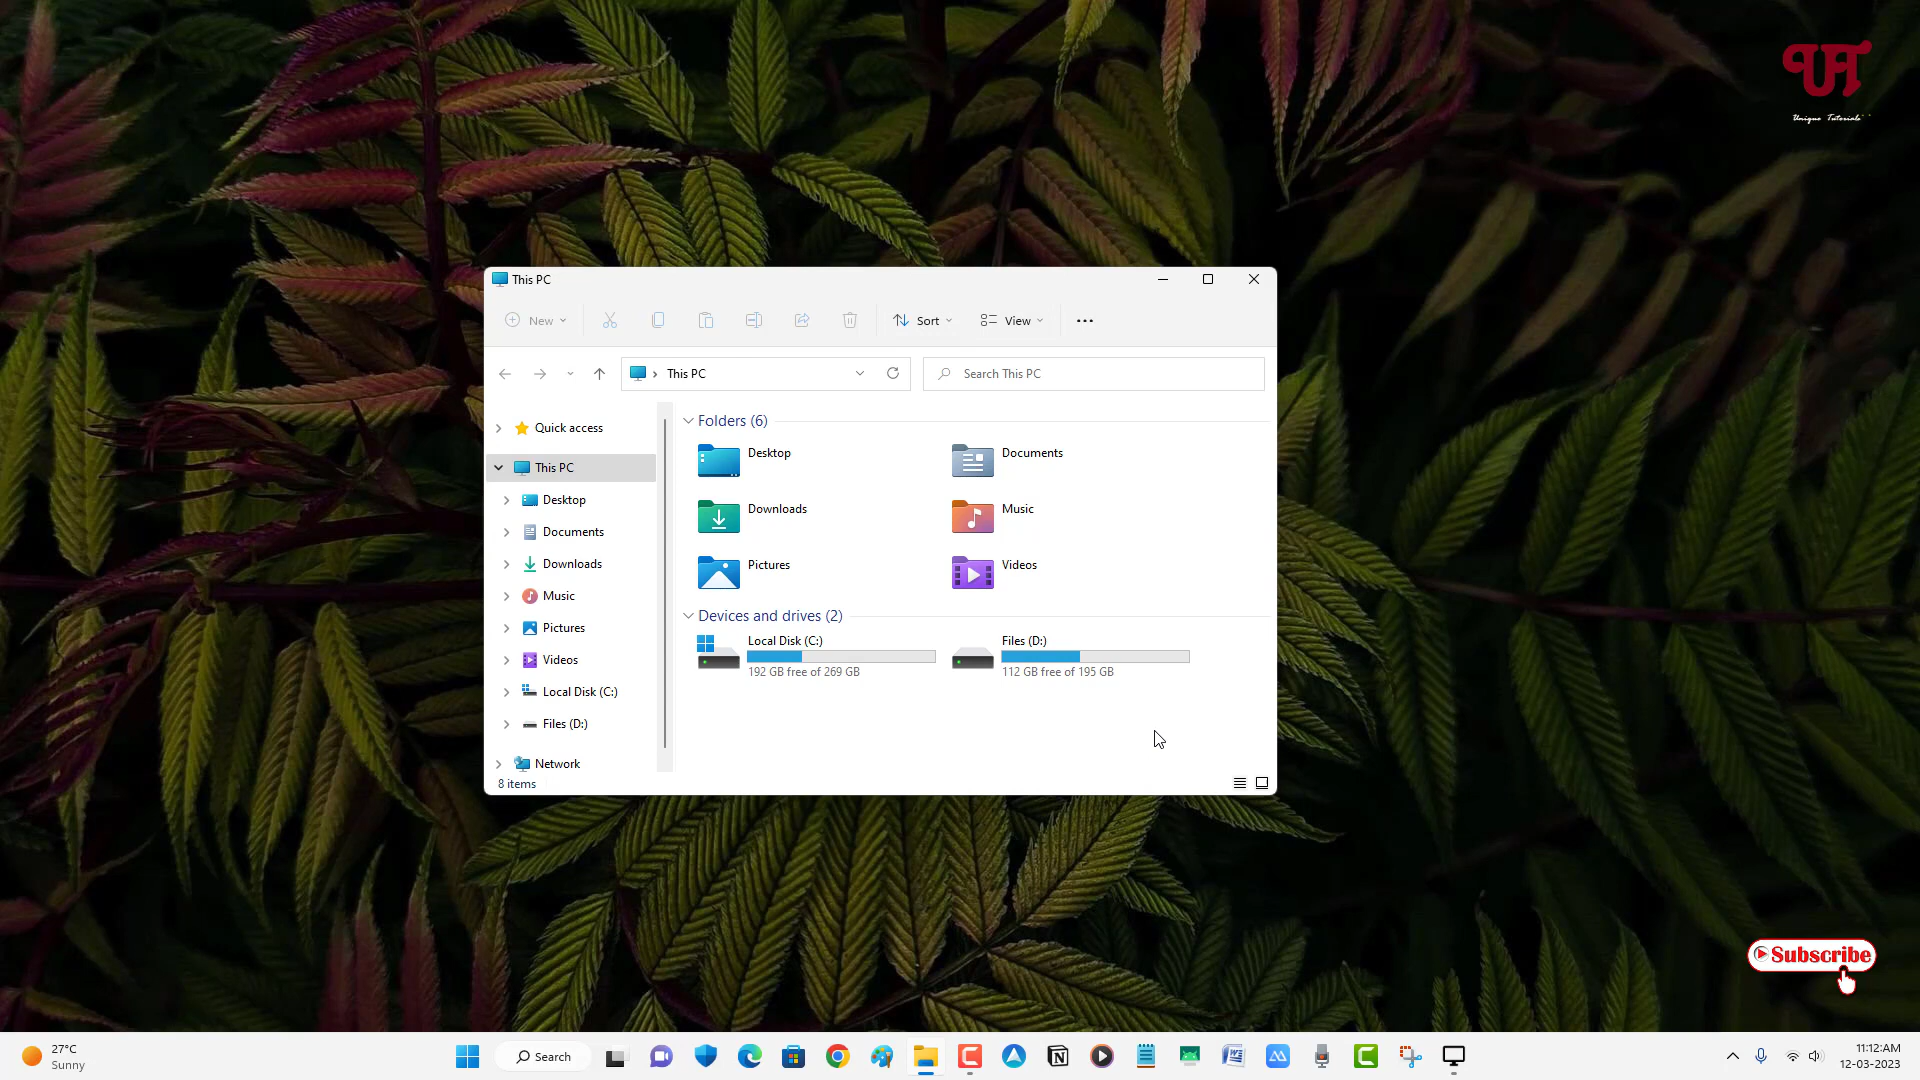 UT
Unique Tutorials
This PC
New
Sort
View
This PC
Search This PC
Quick access
This PC
Desktop
Documents
Downloads
Music
Pictures
Videos
Local Disk (C:)
Files (D:)
Network
Folders (6)
Desktop
Documents
Downloads
Music
Pictures
Videos
Devices and drives (2)
Local Disk (C:)
192 GB free of 269 GB
Files (D:)
112 GB free of 195 GB
8 items
Subscribe
27°C
Sunny
Search
11:12 AM
12-03-2023